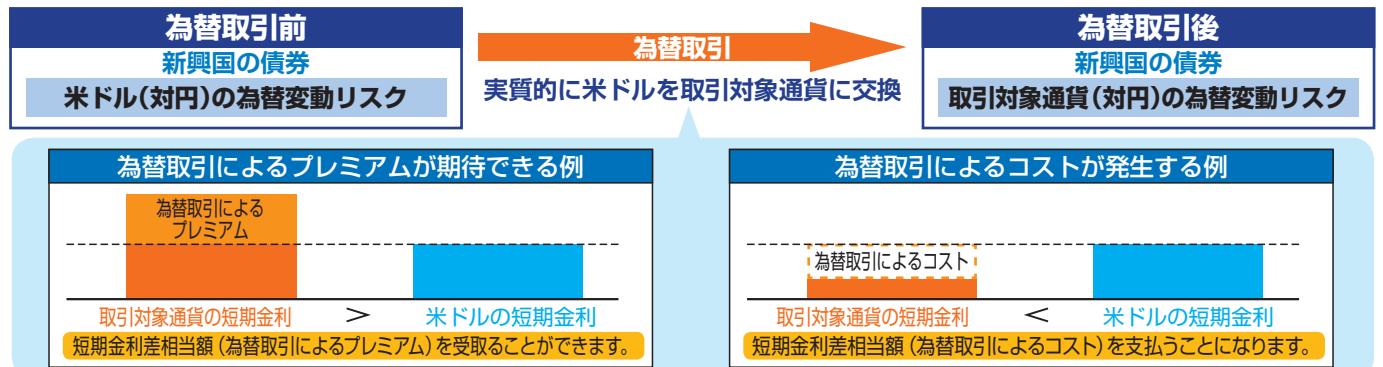 為替取引前
新興国の債券
米ドル(対円)の為替変動リスク
為替取引
実質的に米ドルを取引対象通貨に交換
為替取引後
新興国の債券
取引対象通貨(対円)の為替変動リスク
為替取引によるプレミアムが期待できる例
為替取引による
プレミアム
取引対象通貨の短期金利 > 米ドルの短期金利
短期金利差相当額(為替取引によるプレミアム)を受取ることができます。
為替取引によるコストが発生する例
為替取引によるコスト
取引対象通貨の短期金利 < 米ドルの短期金利
短期金利差相当額(為替取引によるコスト)を支払うことになります。